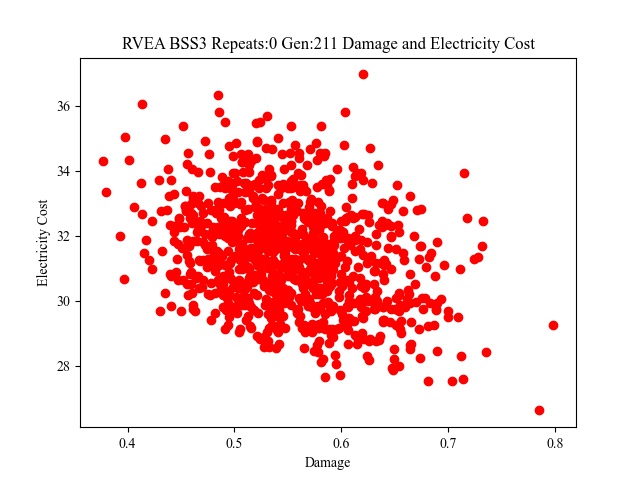 RVEA BSS3 Repeats:0 Gen:211 Damage and Electricity Cost
36
34
32
30
28
Electricity Cost
0.4 0.5 0.6 0.7 0.8
Damage